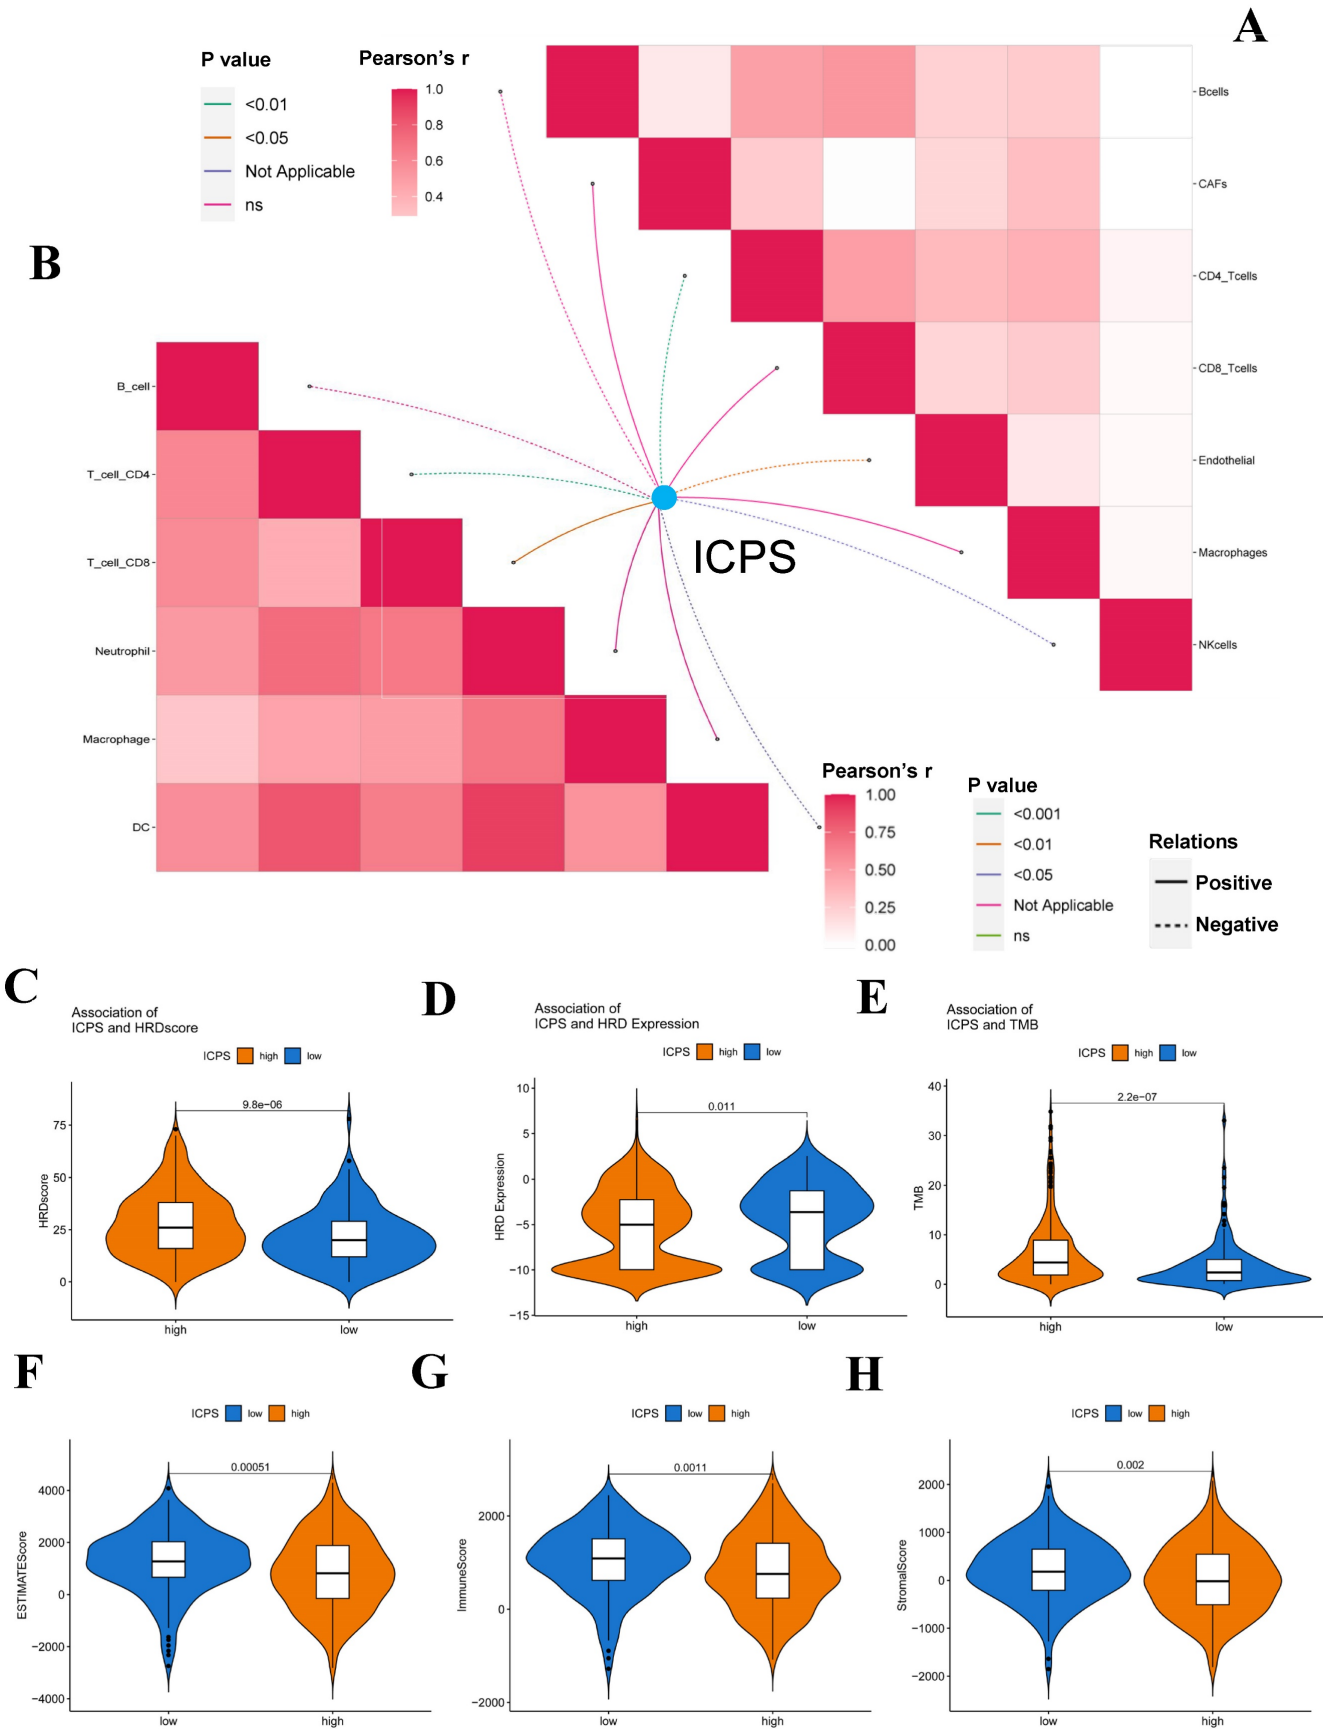 A
P value
<0.01
<0.05
Not Applicable
ns
Pearson's r
1.0
0.8
0.6
0.4
Bcells
CAFs
CD4_Tcells
CD8_Tcells
Endothelial
Macrophages
NKcells
B
B_cell
T_cell_CD4
T_cell_CD8
Neutrophil
Macrophage
DC
ICPS
Pearson's r
1.00
0.75
0.50
0.25
0.00
P value
<0.001
<0.01
<0.05
Not Applicable
ns
Relations
Positive
Negative
C
Association of
ICPS and HRDscore
ICPS high low
9.8e−06
HRDscore
75
50
25
0
high low
D
Association of
ICPS and HRD Expression
ICPS high low
0.011
HRD Expression
10
5
0
−5
−10
−15
high low
E
Association of
ICPS and TMB
ICPS high low
2.2e−07
TMB
40
30
20
10
0
high low
F
ICPS low high
0.00051
ESTIMATEScore
4000
2000
0
−2000
−4000
low high
G
ICPS low high
0.0011
ImmuneScore
2000
0
−2000
low high
H
ICPS low high
0.002
StromalScore
2000
1000
0
−1000
−2000
low high